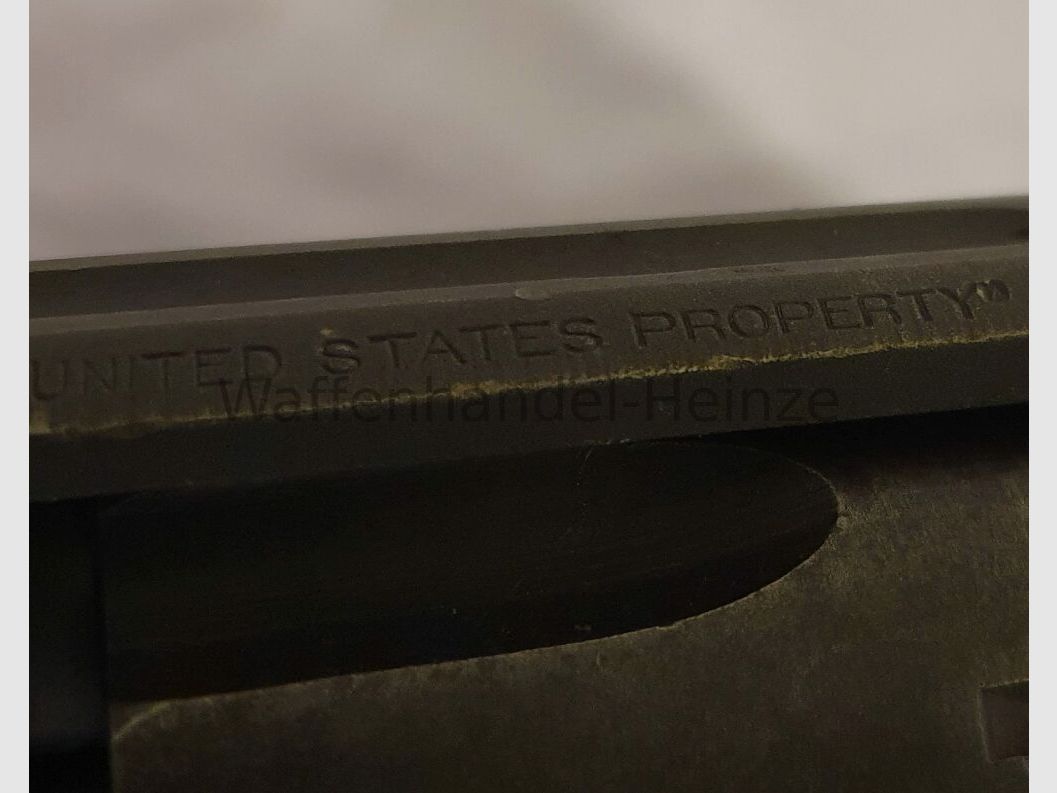 UNITED STATES PROPERTY
Waffenhandel-Heinze